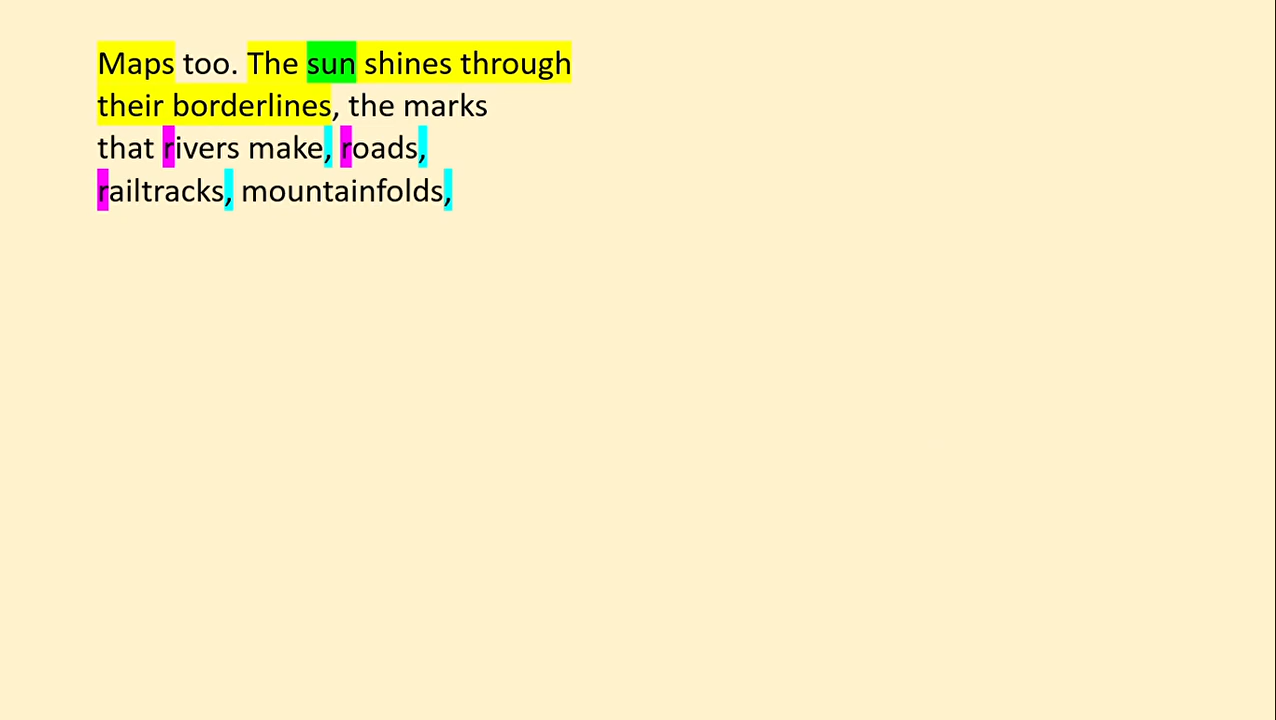 Maps too. The sun shines through
their borderlines, the marks
that rivers make, roads,
railtracks, mountainfolds,